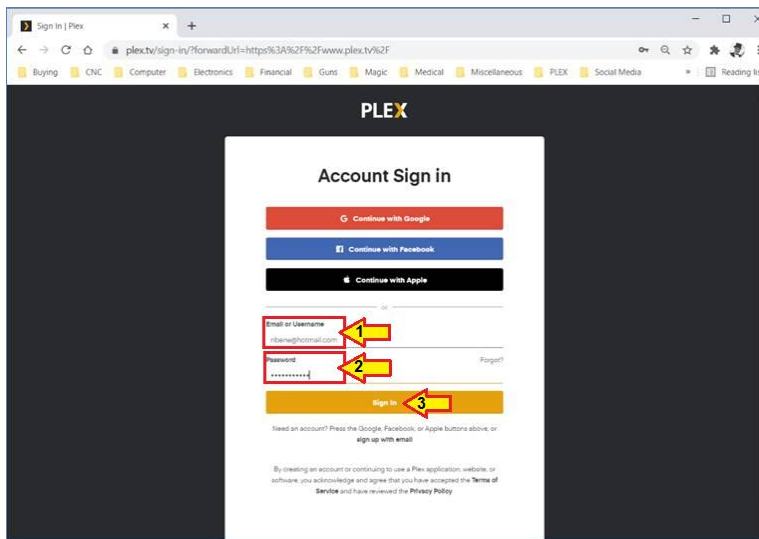 Sign In | Plex
plex.tv/sign-in/?forwardUrl=https%3A%2F%2Fwww.plex.tv%2F
Buying CNC Computer Electronics Financial Guns Magic Medical Miscellaneous PLEX Social Media » Reading lis
PLEX
Account Sign in
G Continue with Google
Continue with Facebook
Continue with Apple
or
Email or Username
1
nbene@hotmail.com
Password
Forgot?
2
•••••••••••
Sign In
3
Need an account? Press the Google, Facebook, or Apple buttons above, or
sign up with email
By creating an account or continuing to use a Plex application, website, or
software, you acknowledge and agree that you have accepted the Terms of
Service and have reviewed the Privacy Policy